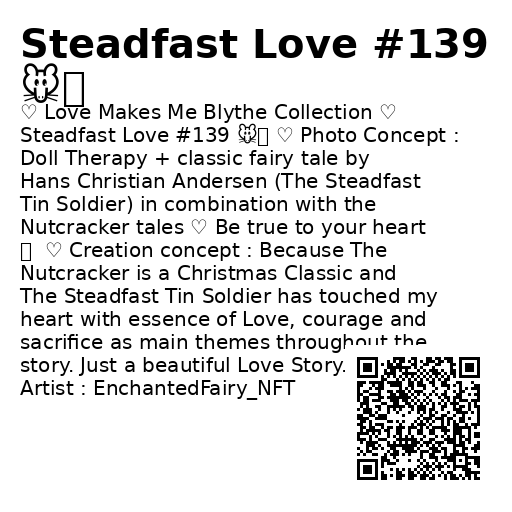 Steadfast Love #139
🐭
♡ Love Makes Me Blythe Collection ♡
Steadfast Love #139 🐭 ♡ Photo Concept :
Doll Therapy + classic fairy tale by
Hans Christian Andersen (The Steadfast
Tin Soldier) in combination with the
Nutcracker tales ♡ Be true to your heart
♡ Creation concept : Because The
Nutcracker is a Christmas Classic and
The Steadfast Tin Soldier has touched my
heart with essence of Love, courage and
sacrifice as main themes throughout the
story. Just a beautiful Love Story.
Artist : EnchantedFairy_NFT